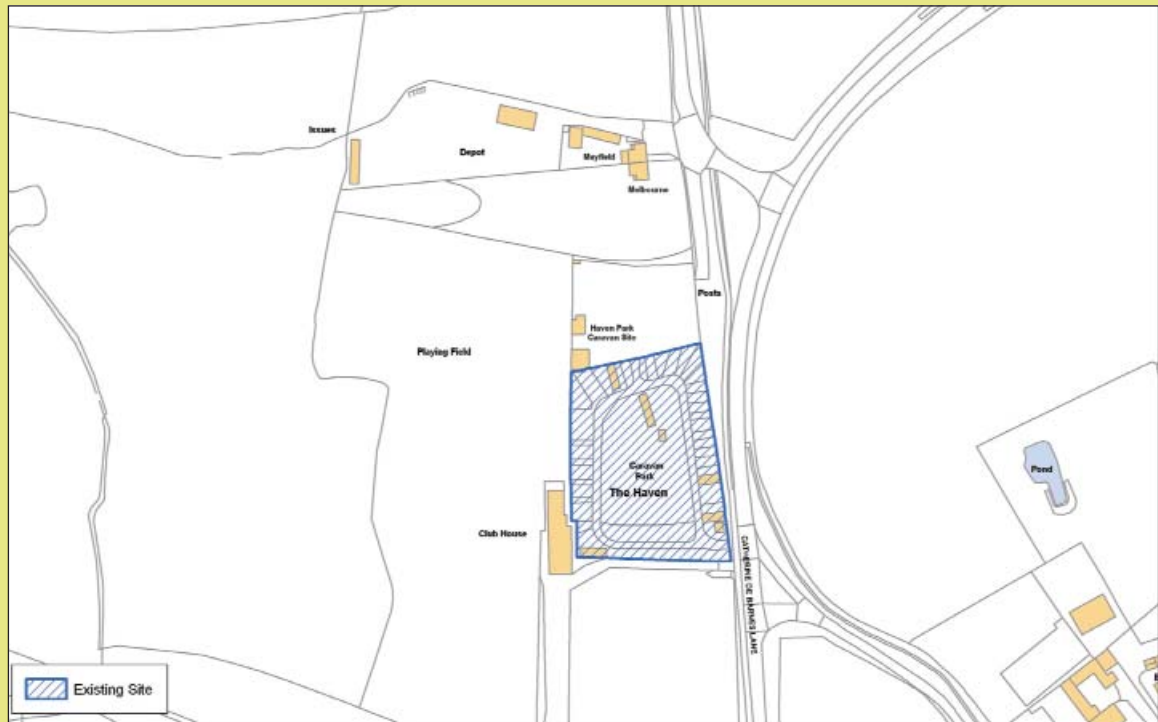 Issues
Depot
Mayfield
Melbourne
Posts
Haven Park
Caravan Site
Playing Field
Pond
Caravan
Park
The Haven
Club House
CATHERINE DE BARNES LANE
Existing Site